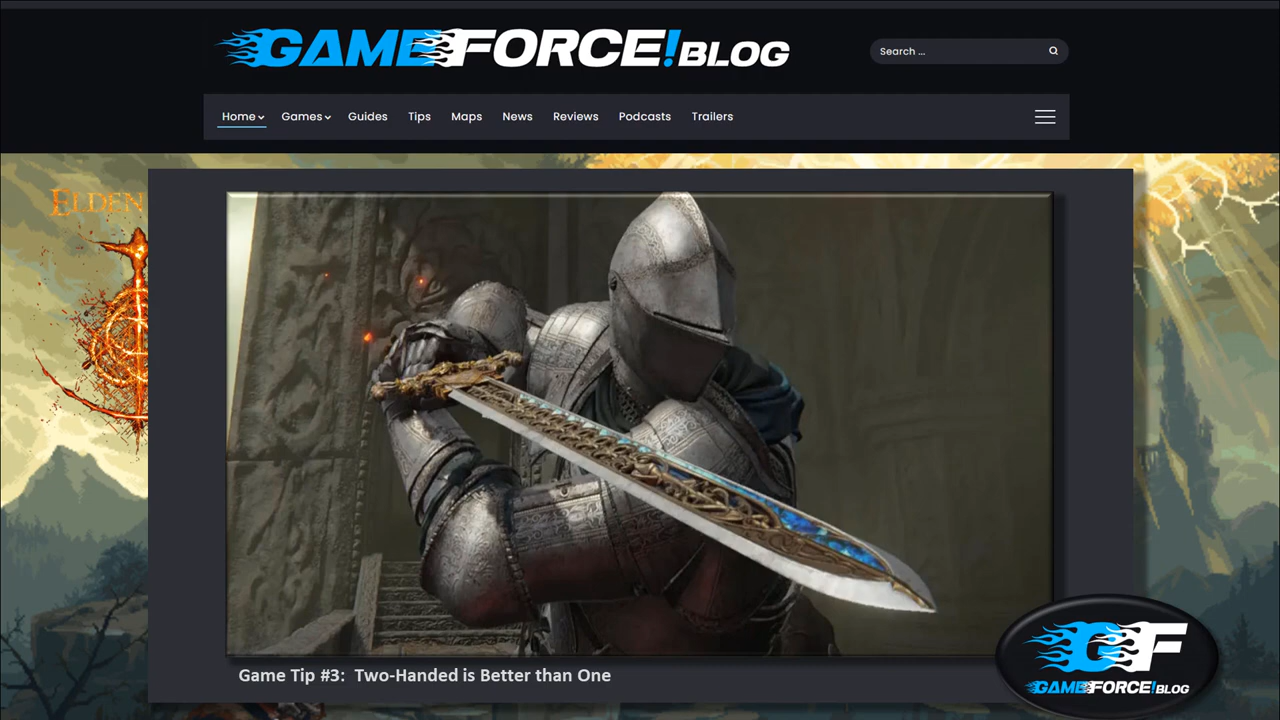 GAMEFORCE!BLOG
Search ...
Home Games Guides Tips Maps News Reviews Podcasts Trailers
ELDEN
Game Tip #3: Two-Handed is Better than One
GF
GAMEFORCE!BLOG